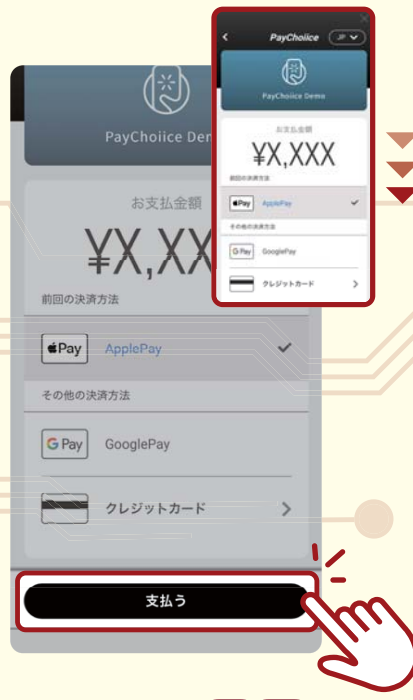 PayChoiice
JP
PayChoiice Demo
お支払金額
¥X,XXX
前回の決済方法
Pay ApplePay
その他の決済方法
G Pay GooglePay
クレジットカード
PayChoiice Der
お支払金額
¥X,XX
前回の決済方法
Pay ApplePay
その他の決済方法
G Pay GooglePay
クレジットカード
支払う